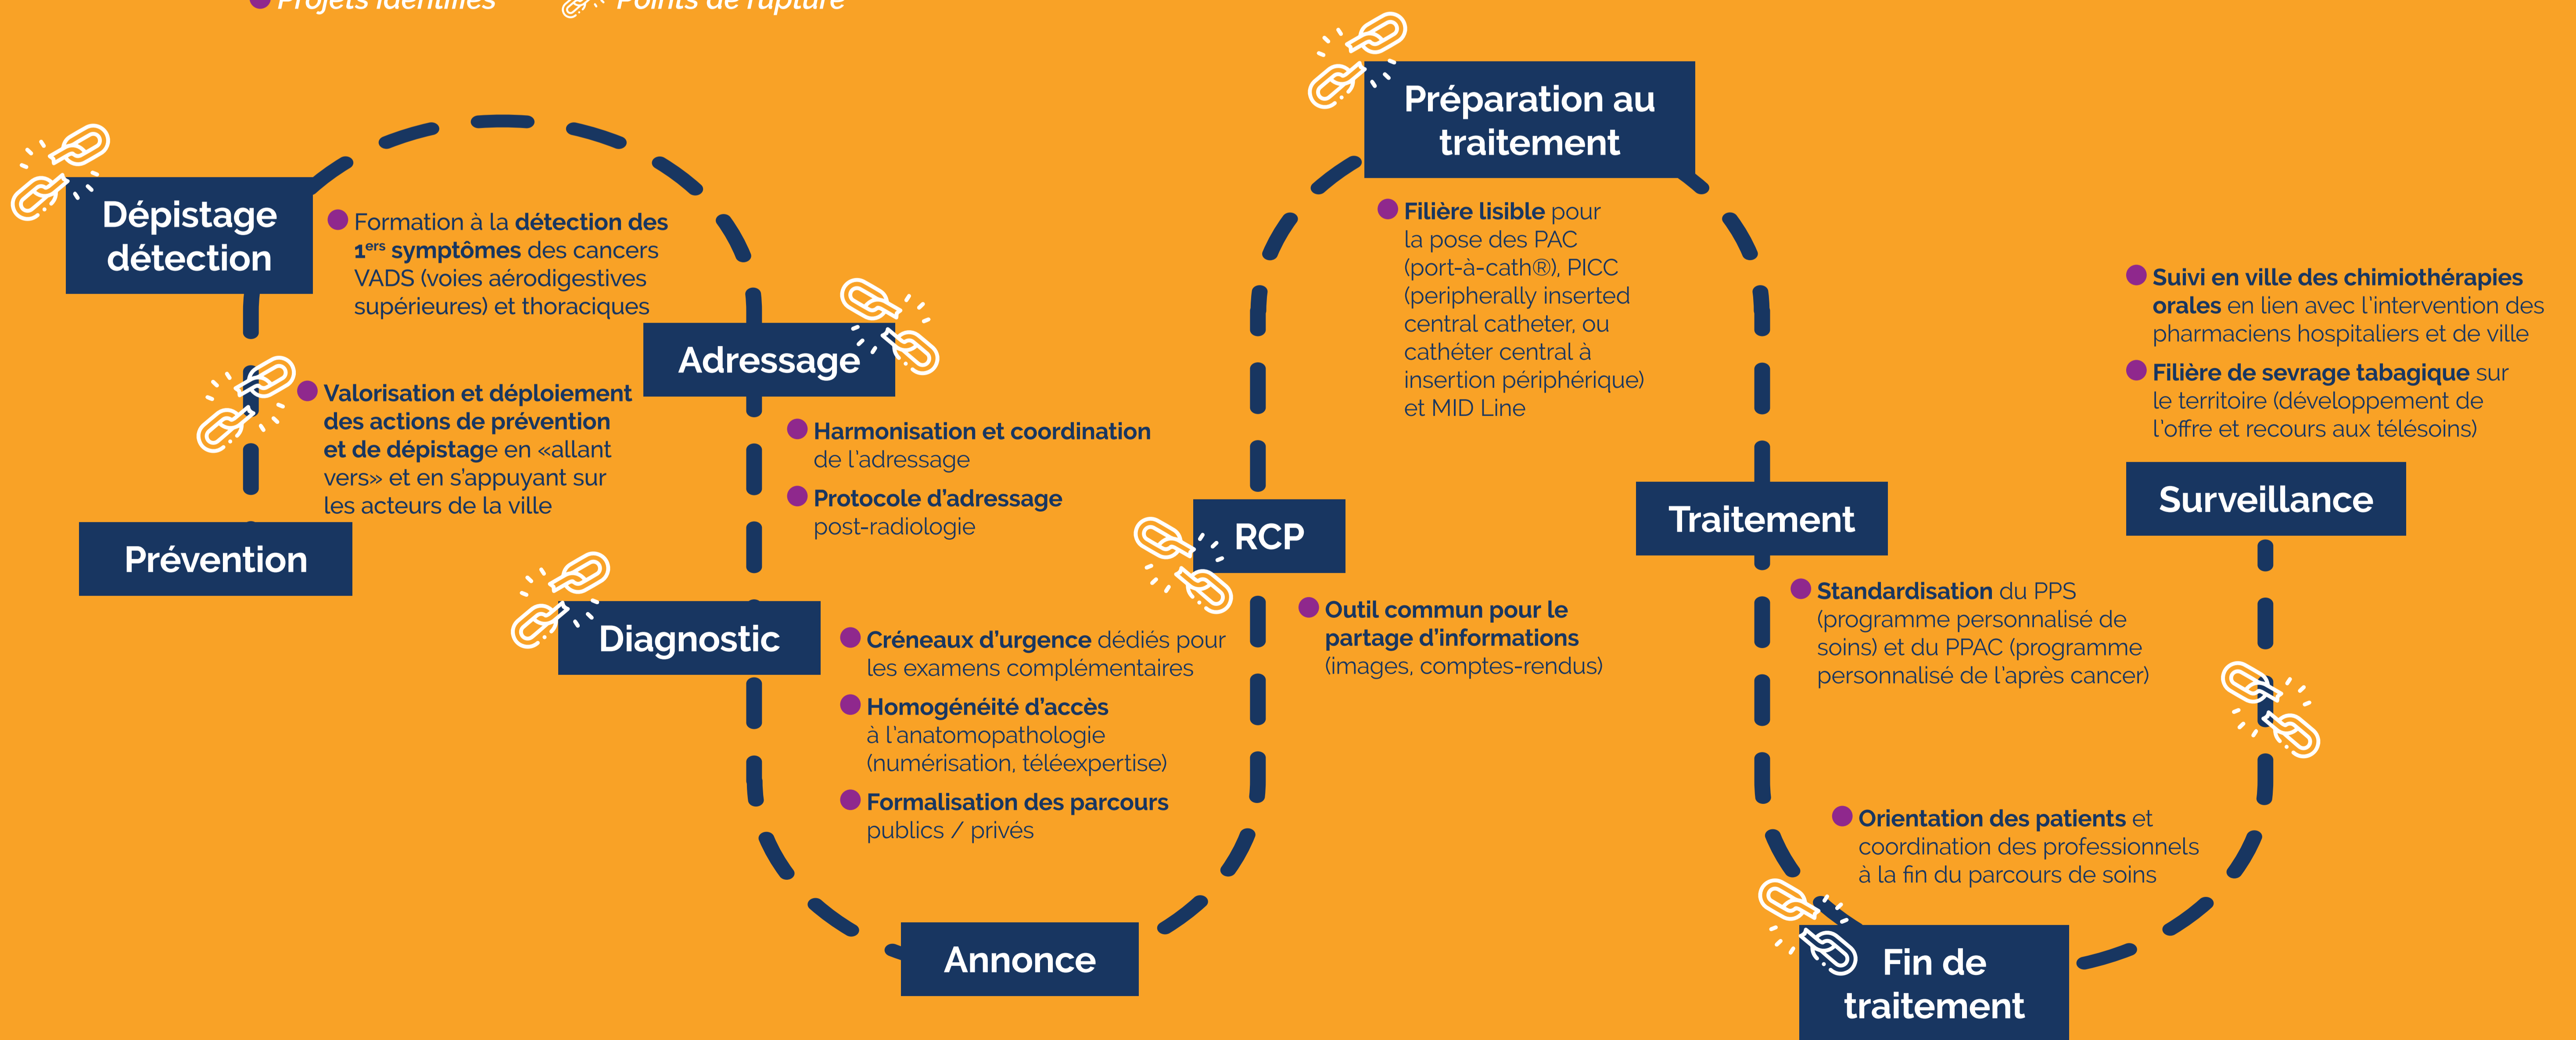 Projets identifiés
Points de rupture
Dépistage
détection
Formation à la détection des
1ers symptômes des cancers
VADS (voies aérodigestives
supérieures) et thoraciques
Valorisation et déploiement
des actions de prévention
et de dépistage en «allant
vers» et en s'appuyant sur
les acteurs de la ville
Prévention
Adressage
Harmonisation et coordination
de l'adressage
Protocole d'adressage
post-radiologie
Diagnostic
Créneaux d'urgence dédiés pour
les examens complémentaires
Homogénéité d'accès
à l'anatomopathologie
(numérisation, téléexpertise)
Formalisation des parcours
publics / privés
Annonce
RCP
Outil commun pour le
partage d'informations
(images, comptes-rendus)
Préparation au
traitement
Filière lisible pour
la pose des PAC
(port-à-cath®), PICC
(peripherally inserted
central catheter, ou
cathéter central à
insertion périphérique)
et MID Line
Traitement
Standardisation du PPS
(programme personnalisé de
soins) et du PPAC (programme
personnalisé de l'après cancer)
Orientation des patients et
coordination des professionnels
à la fin du parcours de soins
Fin de
traitement
Suivi en ville des chimiothérapies
orales en lien avec l'intervention des
pharmaciens hospitaliers et de ville
Filière de sevrage tabagique sur
le territoire (développement de
l'offre et recours aux télésoins)
Surveillance